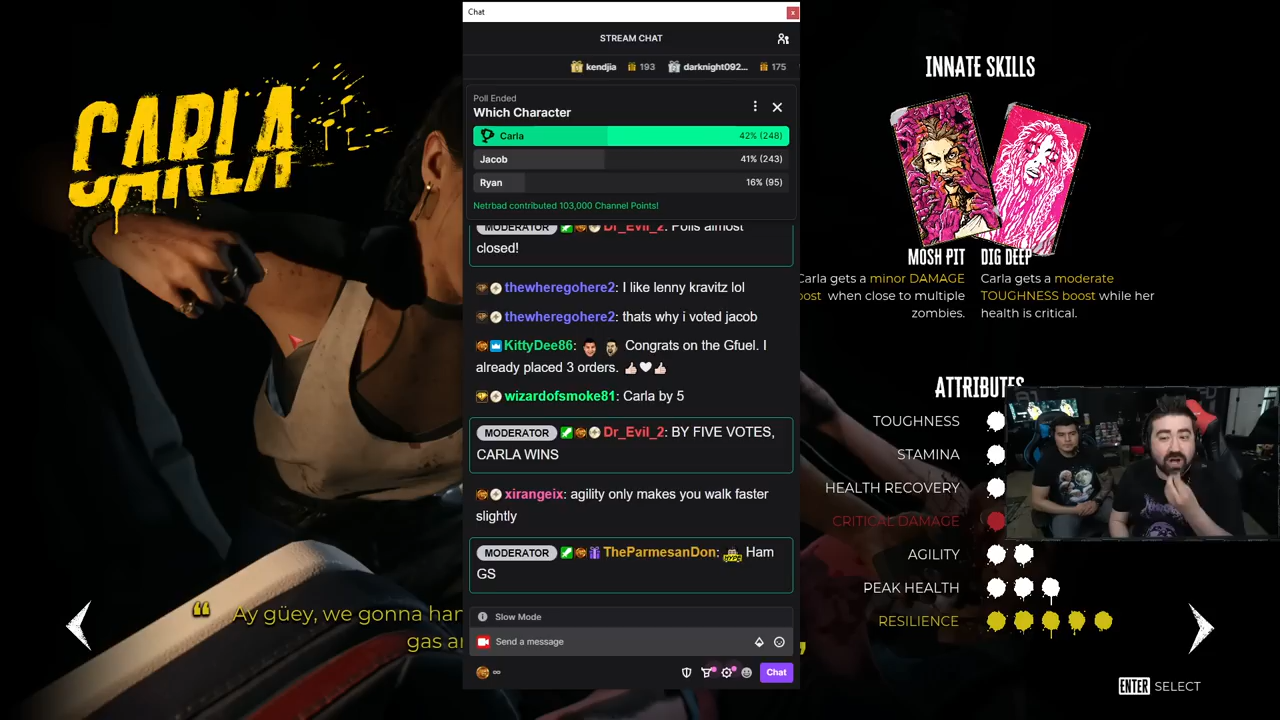 Chat
x
STREAM CHAT
kendjia 193 darknight092... 175
Poll Ended
Which Character
Carla 42% (248)
Jacob 41% (243)
Ryan 16% (95)
Netrbad contributed 103,000 Channel Points!
MODERATOR Dr_Evil_2: Polls almost
closed!
thewheregohere2: I like lenny kravitz lol
thewheregohere2: thats why i voted jacob
KittyDee86: Congrats on the Gfuel. I
already placed 3 orders.
wizardofsmoke81: Carla by 5
MODERATOR Dr_Evil_2: BY FIVE VOTES,
CARLA WINS
xirangeix: agility only makes you walk faster
slightly
MODERATOR TheParmesanDon: Ham
GS
Slow Mode
Send a message
Chat
CARLA
“ Ay güey, we gonna
gas
INNATE SKILLS
MOSH PIT
Carla gets a minor DAMAGE
when close to multiple
zombies.
DIG DEEP
Carla gets a moderate
TOUGHNESS boost while her
health is critical.
ATTRIBUTES
TOUGHNESS
STAMINA
HEALTH RECOVERY
CRITICAL DAMAGE
AGILITY
PEAK HEALTH
RESILIENCE
ENTER SELECT